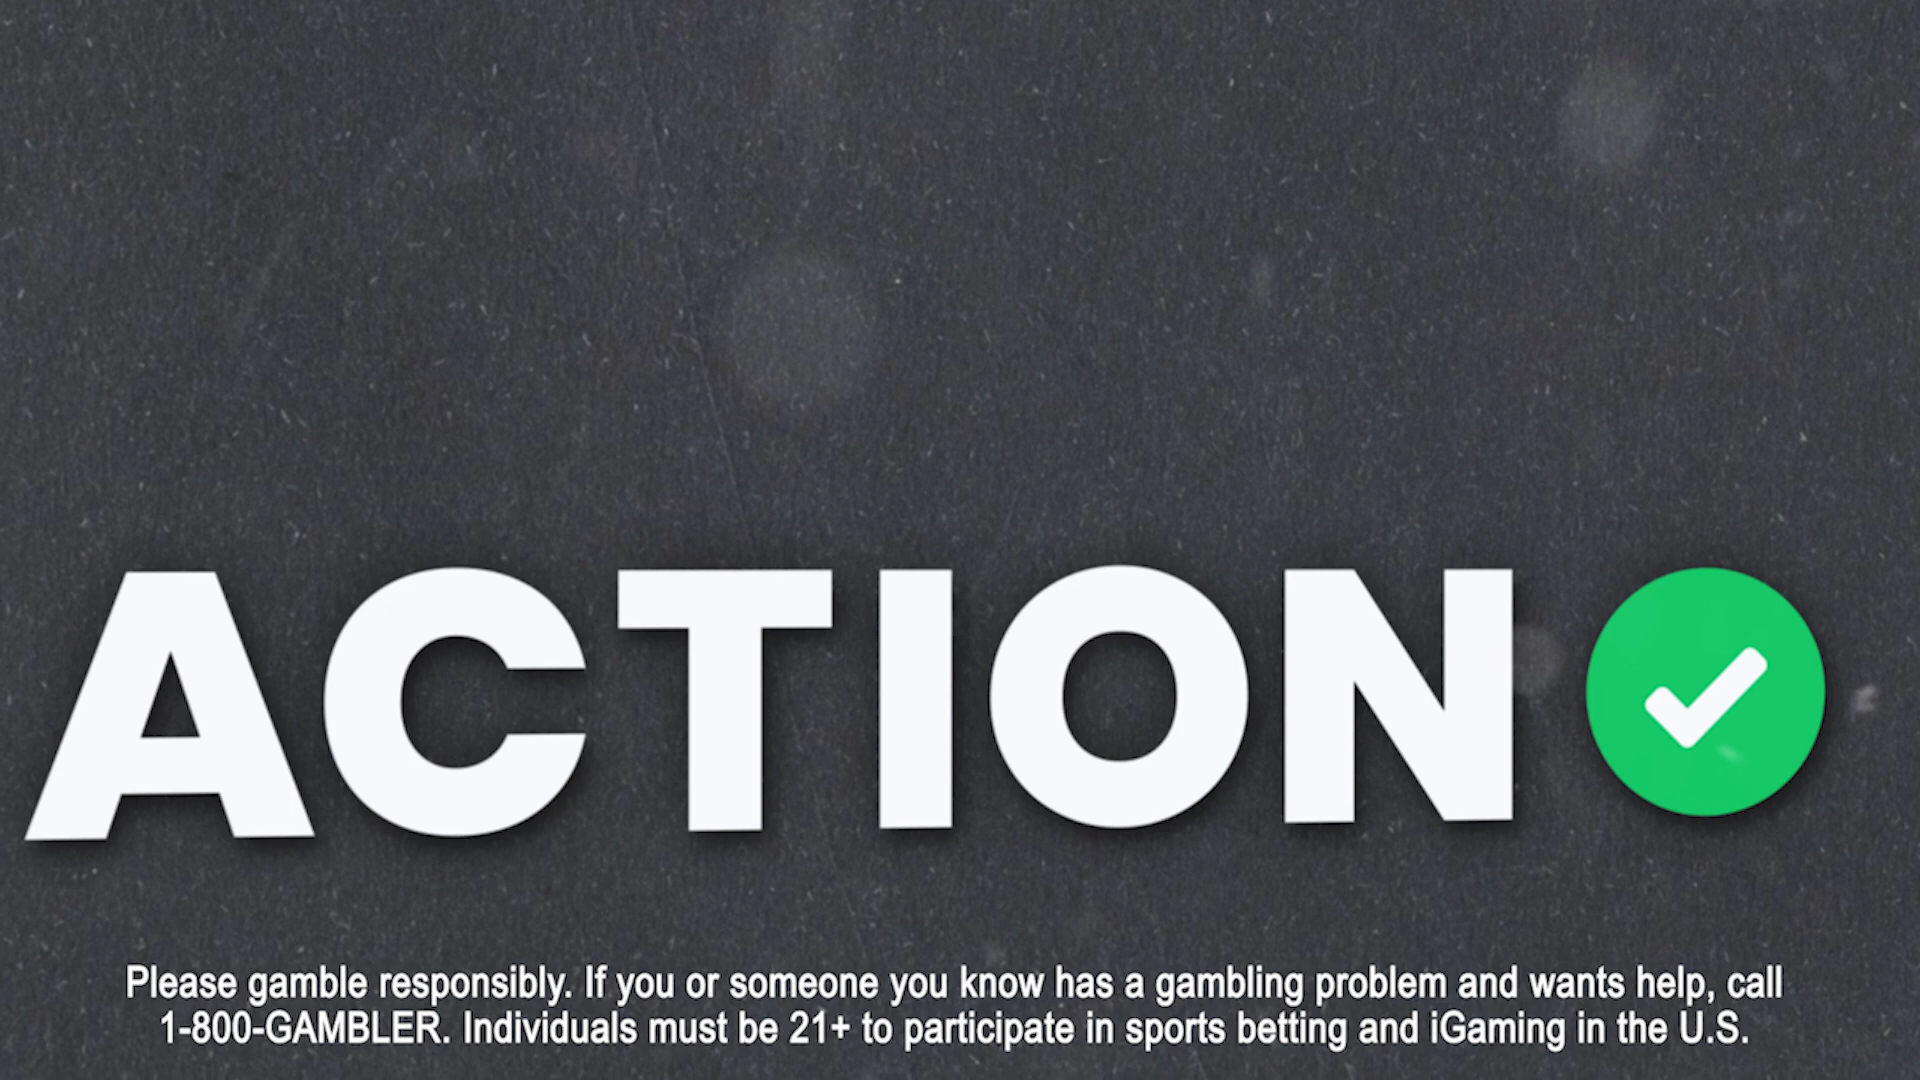 ACTION
Please gamble responsibly. If you or someone you know has a gambling problem and wants help, call
1-800-GAMBLER. Individuals must be 21+ to participate in sports betting and iGaming in the U.S.